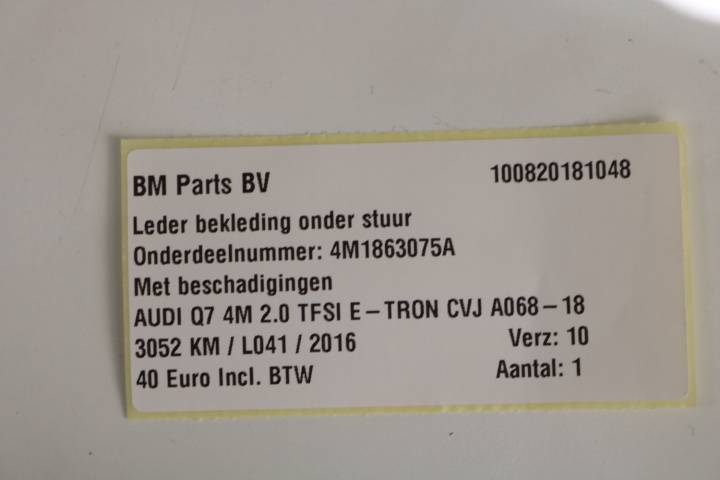 BM Parts BV 100820181048
Leder bekleding onder stuur
Onderdeelnummer: 4M1863075A
Met beschadigingen
AUDI Q7 4M 2.0 TFSI E-TRON CVJ A068-18
3052 KM / L041 / 2016 Verz: 10
40 Euro Incl. BTW Aantal: 1